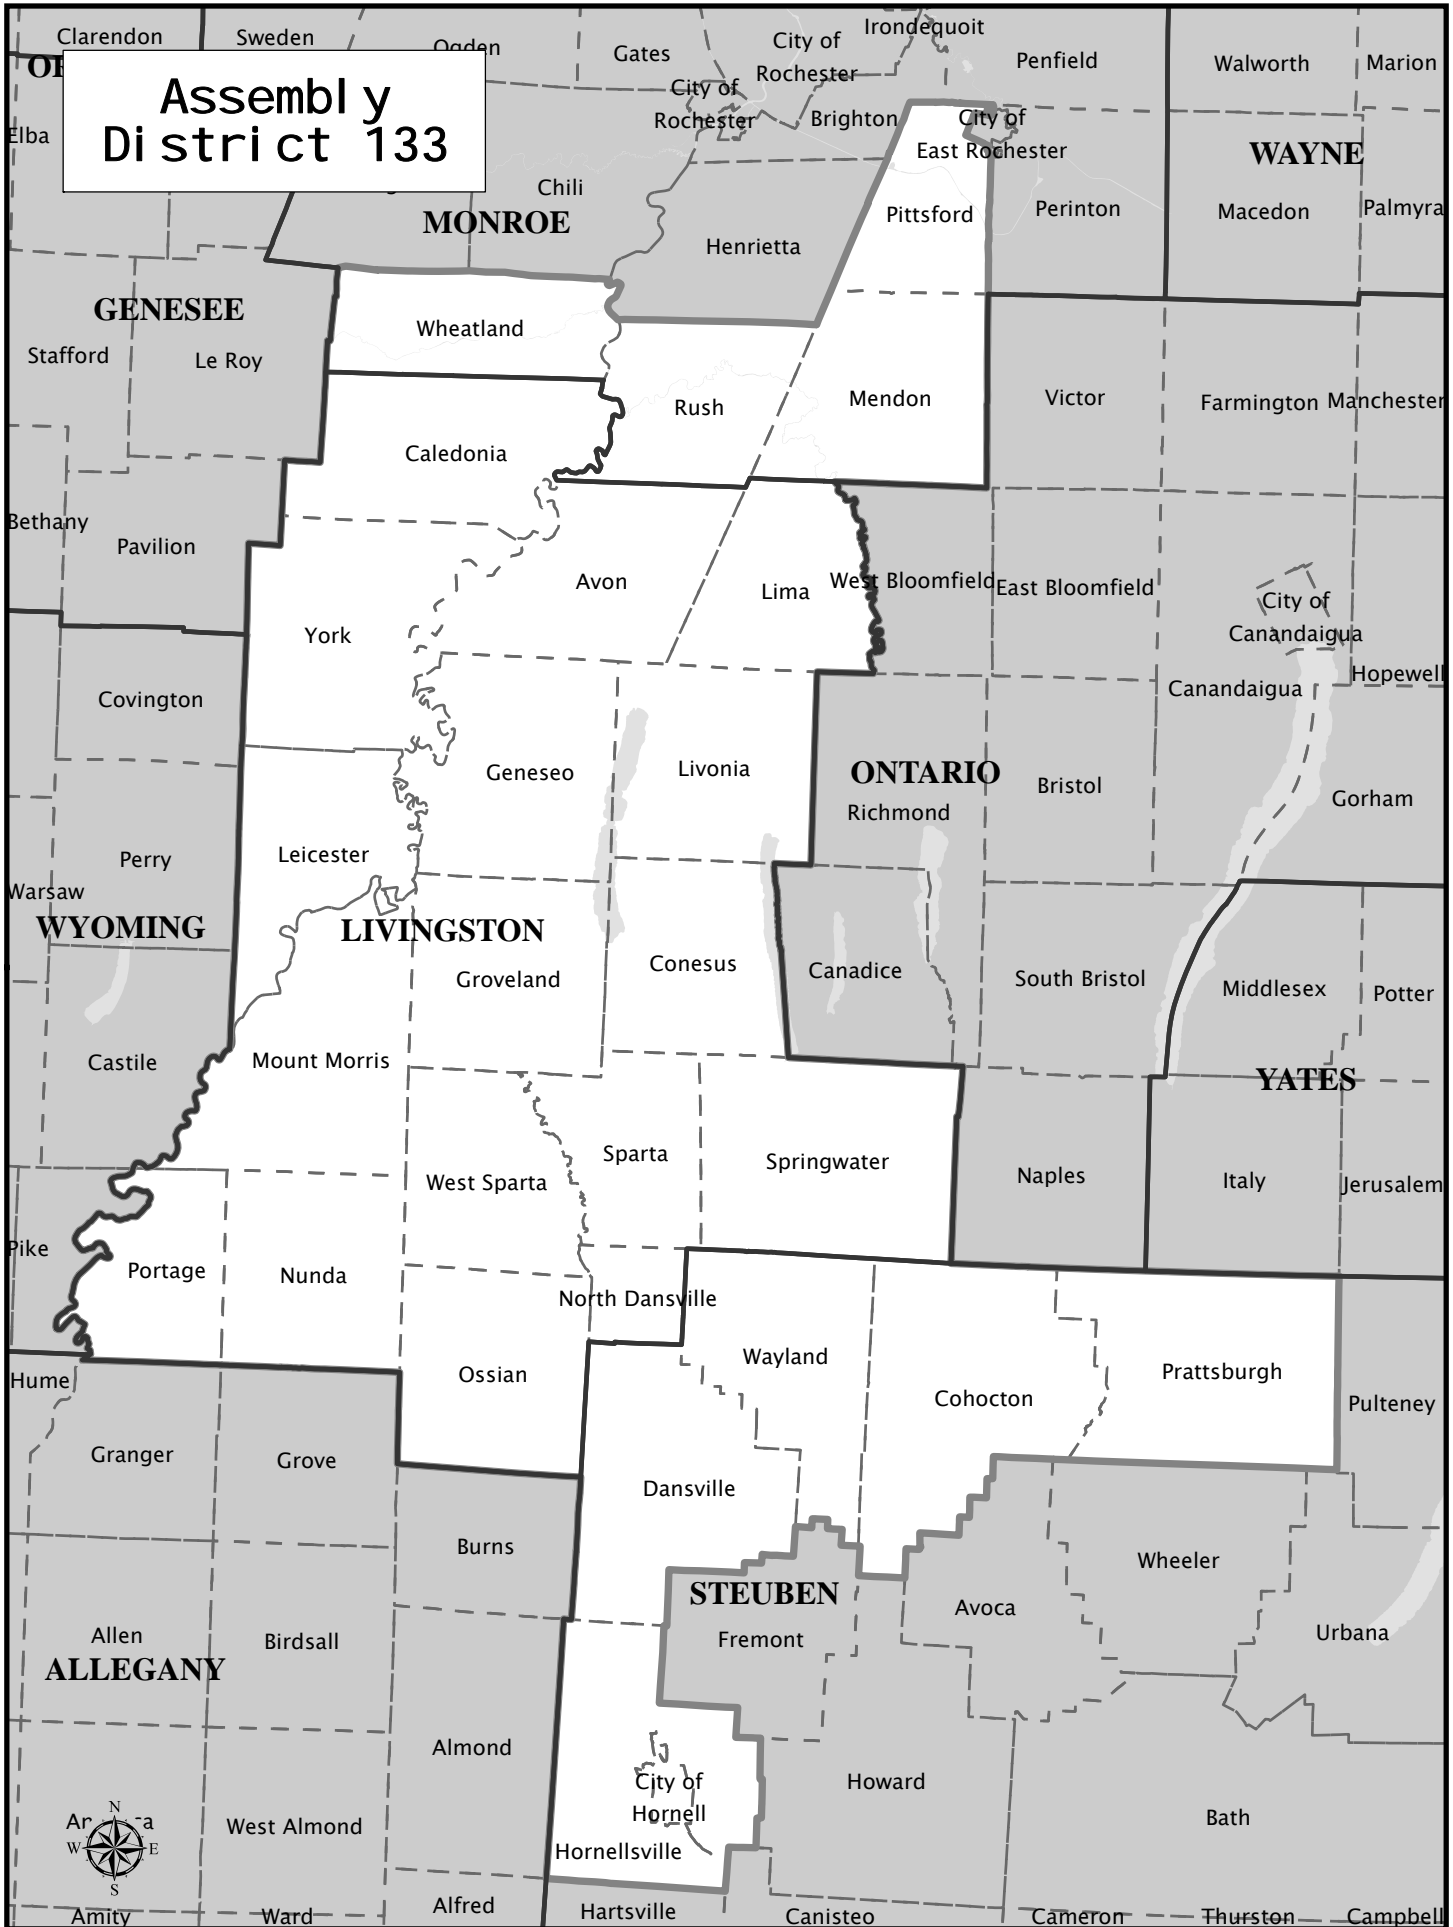 Clarendon
Sweden
Ogden
Gates
City of
Rochester
Irondequoit
Penfield
Walworth
Marion
Assembly
District 133
City of
Rochester
Brighton
City of
East Rochester
Elba
WAYNE
Chili
MONROE
Henrietta
Pittsford
Perinton
Macedon
Palmyra
GENESEE
Stafford
Le Roy
Wheatland
Rush
Mendon
Victor
Farmington
Manchester
Caledonia
Bethany
Pavilion
Avon
Lima
West Bloomfield
East Bloomfield
City of
Canandaigua
York
Hopewell
Covington
Canandaigua
Geneseo
Livonia
ONTARIO
Richmond
Bristol
Gorham
Perry
Leicester
Warsaw
WYOMING
LIVINGSTON
Groveland
Conesus
Canadice
South Bristol
Middlesex
Potter
Castile
Mount Morris
YATES
West Sparta
Sparta
Springwater
Naples
Italy
Jerusalem
Pike
Portage
Nunda
North Dansville
Hume
Ossian
Wayland
Cohocton
Prattsburgh
Pulteney
Granger
Grove
Dansville
Burns
Wheeler
STEUBEN
Avoca
Fremont
Urbana
Allen
Birdsall
ALLEGANY
Almond
City of
Hornell
Howard
Bath
West Almond
Hornellsville
N
W
E
S
Alfred
Hartsville
Amity
Ward
Canisteo
Cameron
Thurston
Campbell